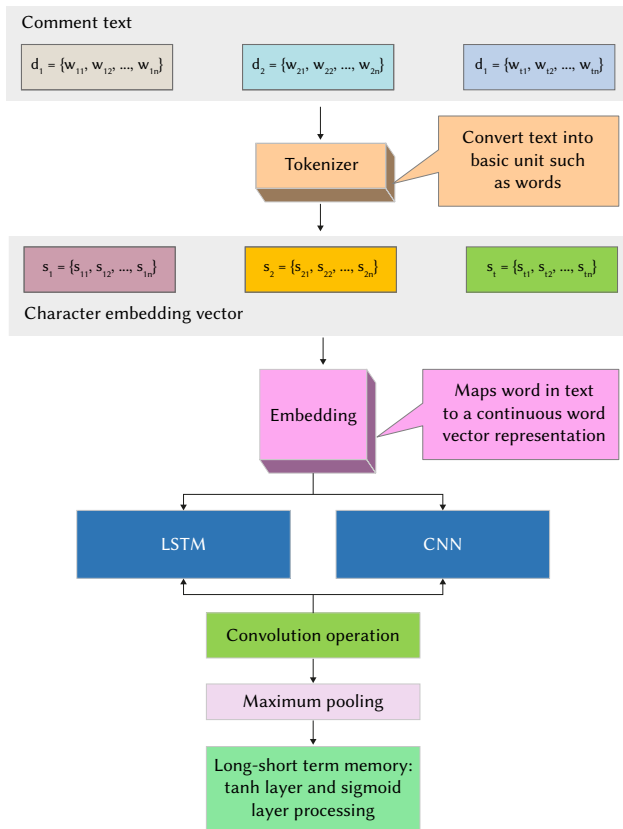 Comment text
d₁ = {w₁₁, w₁₂, ..., w₁ₙ}
d₂ = {w₂₁, w₂₂, ..., w₂ₙ}
d₁ = {wₜ₁, wₜ₂, ..., wₜₙ}
Tokenizer
Convert text into
basic unit such
as words
s₁ = {s₁₁, s₁₂, ..., s₁ₙ}
s₂ = {s₂₁, s₂₂, ..., s₂ₙ}
sₜ = {sₜ₁, sₜ₂, ..., sₜₙ}
Character embedding vector
Embedding
Maps word in text
to a continuous word
vector representation
LSTM
CNN
Convolution operation
Maximum pooling
Long-short term memory:
tanh layer and sigmoid
layer processing